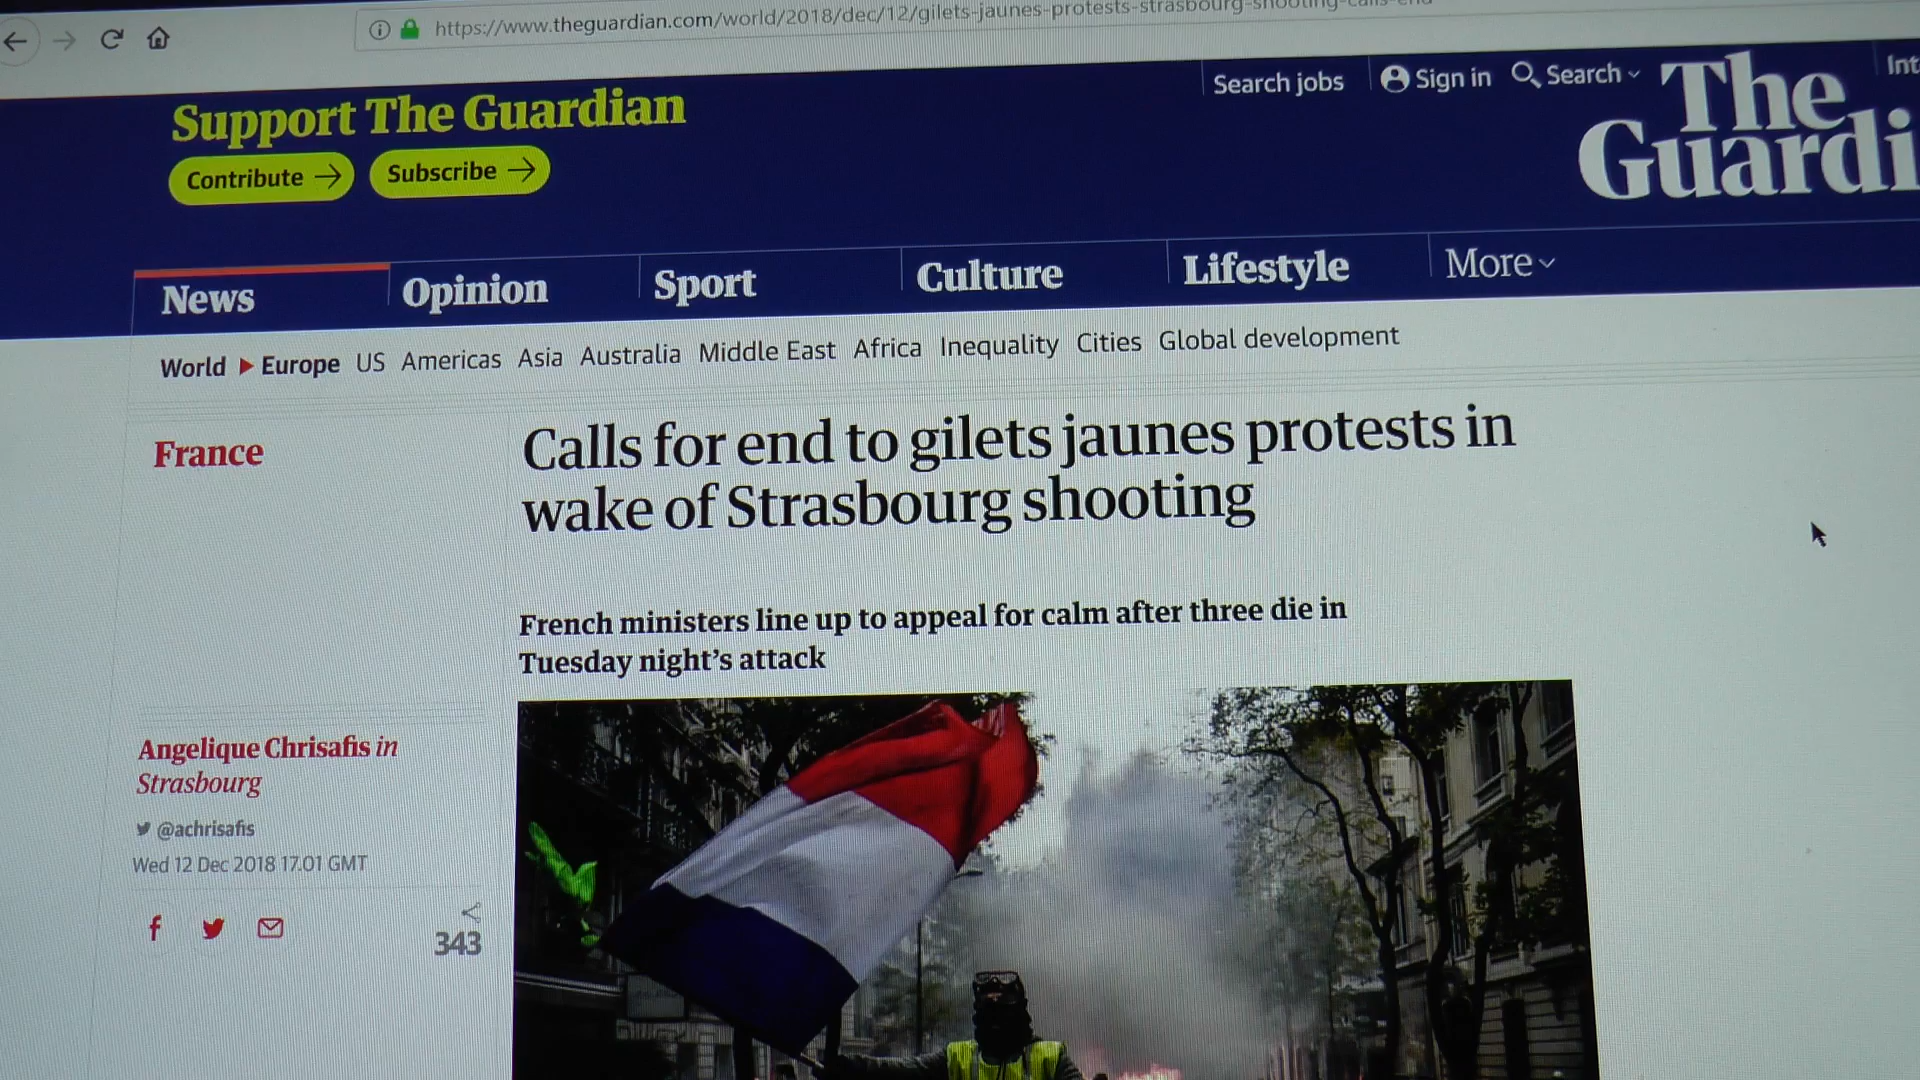 https://www.theguardian.com/world/2018/dec/12/gilets-jaunes-protests-strasbourg-shooting-calls-end
Support The Guardian
Contribute →
Subscribe →
Search jobs
Sign in
Search
Int
The
Guardi
News
Opinion
Sport
Culture
Lifestyle
More
World
Europe
US
Americas
Asia
Australia
Middle East
Africa
Inequality
Cities
Global development
France
Calls for end to gilets jaunes protests in
wake of Strasbourg shooting
French ministers line up to appeal for calm after three die in
Tuesday night’s attack
Angelique Chrisafis in
Strasbourg
@achrisafis
Wed 12 Dec 2018 17.01 GMT
343